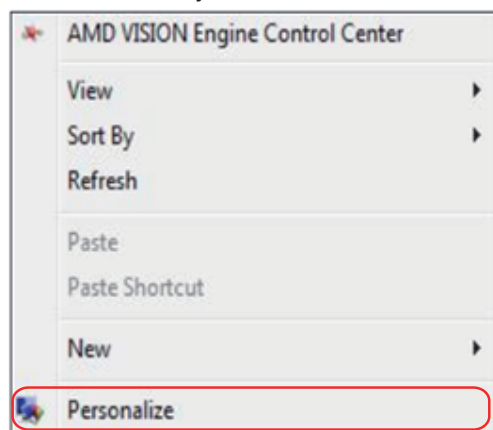 AMD VISION Engine Control Center
View
Sort By
Refresh
Paste
Paste Shortcut
New
Personalize